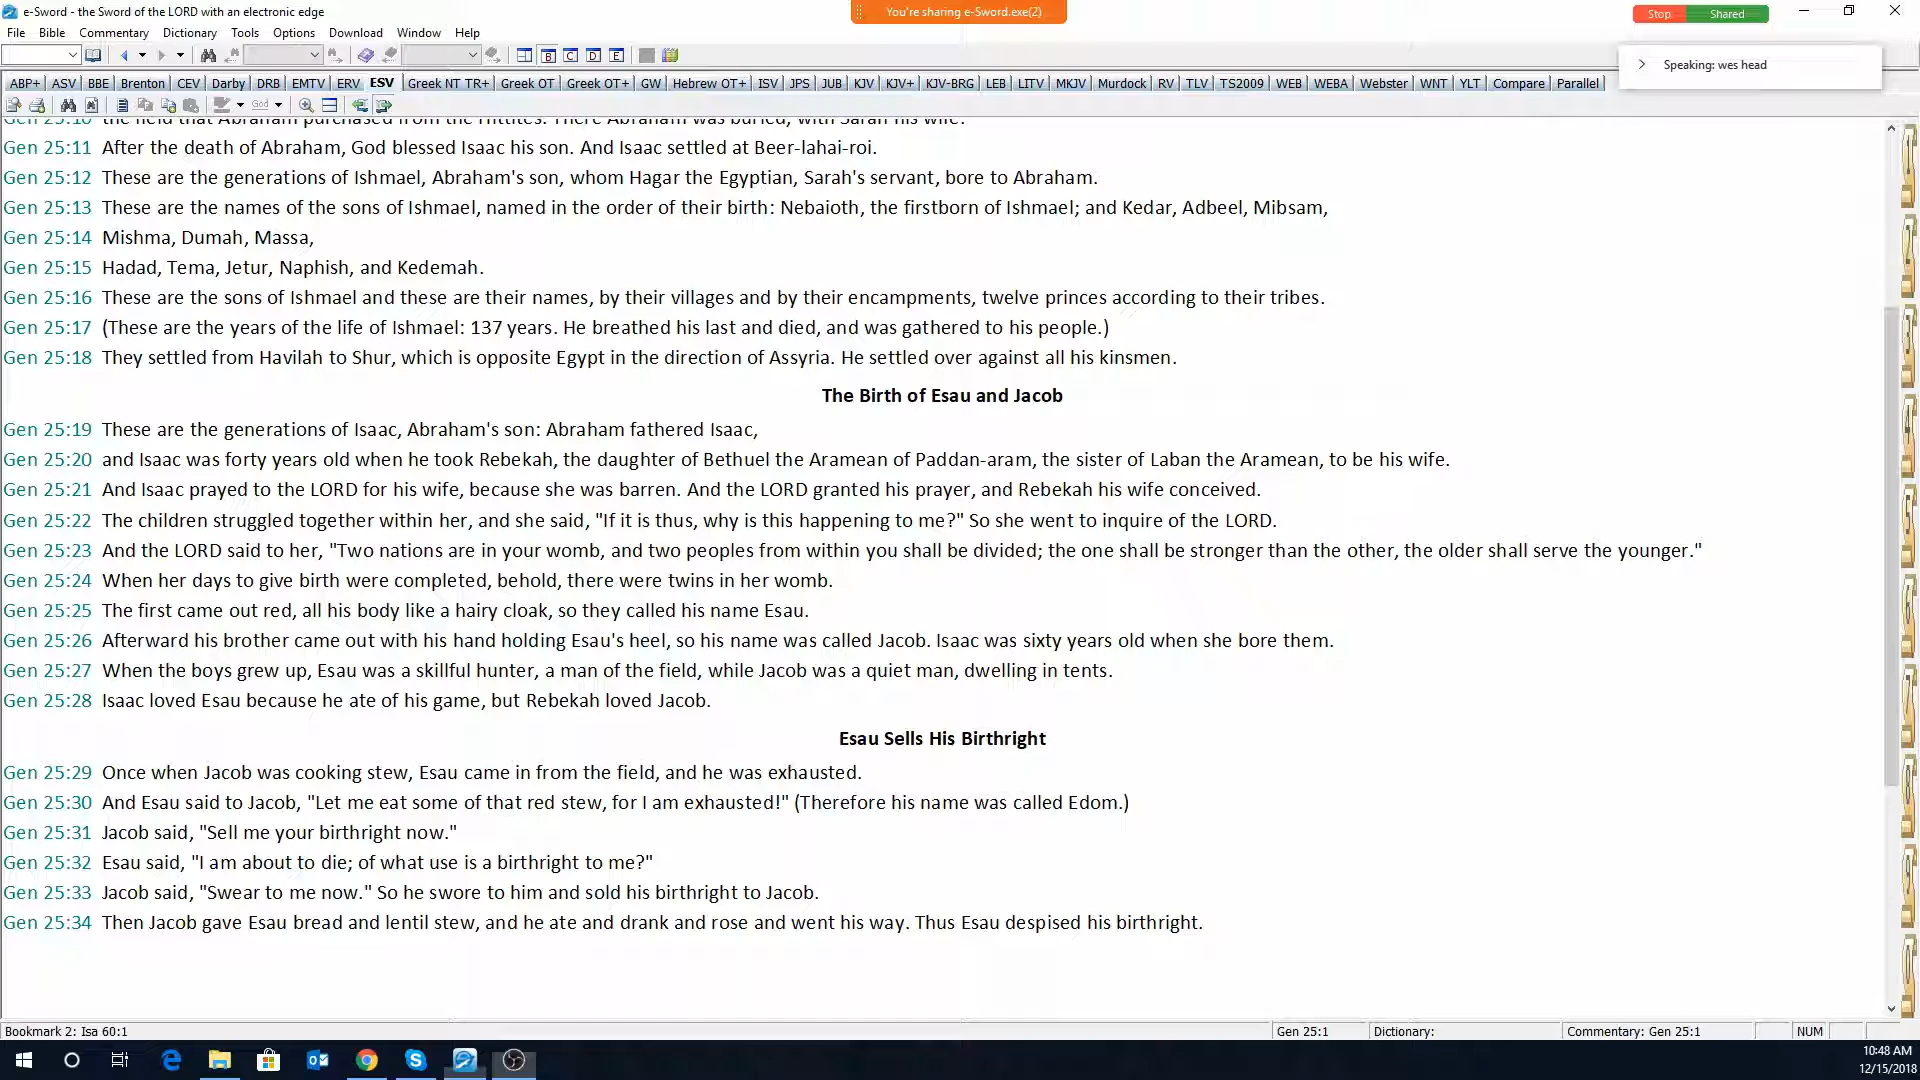 e-Sword - the Sword of the LORD with an electronic edge
You're sharing e-Sword.exe(2)
Stop Shared
File Bible Commentary Dictionary Tools Options Download Window Help
Speaking: wes head
ABP+ ASV BBE Brenton CEV Darby DRB EMTV ERV ESV Greek NT TR+ Greek OT Greek OT+ GW Hebrew OT+ ISV JPS JUB KJV KJV+ KJV-BRG LEB LITV MKJV Murdock RV TLV TS2009 WEB WEBA Webster WNT YLT Compare Parallel
God
Gen 25:10 the field that Abraham purchased from the Hittites. There Abraham was buried, with Sarah his wife.
Gen 25:11 After the death of Abraham, God blessed Isaac his son. And Isaac settled at Beer-lahai-roi.
Gen 25:12 These are the generations of Ishmael, Abraham's son, whom Hagar the Egyptian, Sarah's servant, bore to Abraham.
Gen 25:13 These are the names of the sons of Ishmael, named in the order of their birth: Nebaioth, the firstborn of Ishmael; and Kedar, Adbeel, Mibsam,
Gen 25:14 Mishma, Dumah, Massa,
Gen 25:15 Hadad, Tema, Jetur, Naphish, and Kedemah.
Gen 25:16 These are the sons of Ishmael and these are their names, by their villages and by their encampments, twelve princes according to their tribes.
Gen 25:17 (These are the years of the life of Ishmael: 137 years. He breathed his last and died, and was gathered to his people.)
Gen 25:18 They settled from Havilah to Shur, which is opposite Egypt in the direction of Assyria. He settled over against all his kinsmen.
The Birth of Esau and Jacob
Gen 25:19 These are the generations of Isaac, Abraham's son: Abraham fathered Isaac,
Gen 25:20 and Isaac was forty years old when he took Rebekah, the daughter of Bethuel the Aramean of Paddan-aram, the sister of Laban the Aramean, to be his wife.
Gen 25:21 And Isaac prayed to the LORD for his wife, because she was barren. And the LORD granted his prayer, and Rebekah his wife conceived.
Gen 25:22 The children struggled together within her, and she said, "If it is thus, why is this happening to me?" So she went to inquire of the LORD.
Gen 25:23 And the LORD said to her, "Two nations are in your womb, and two peoples from within you shall be divided; the one shall be stronger than the other, the older shall serve the younger."
Gen 25:24 When her days to give birth were completed, behold, there were twins in her womb.
Gen 25:25 The first came out red, all his body like a hairy cloak, so they called his name Esau.
Gen 25:26 Afterward his brother came out with his hand holding Esau's heel, so his name was called Jacob. Isaac was sixty years old when she bore them.
Gen 25:27 When the boys grew up, Esau was a skillful hunter, a man of the field, while Jacob was a quiet man, dwelling in tents.
Gen 25:28 Isaac loved Esau because he ate of his game, but Rebekah loved Jacob.
Esau Sells His Birthright
Gen 25:29 Once when Jacob was cooking stew, Esau came in from the field, and he was exhausted.
Gen 25:30 And Esau said to Jacob, "Let me eat some of that red stew, for I am exhausted!" (Therefore his name was called Edom.)
Gen 25:31 Jacob said, "Sell me your birthright now."
Gen 25:32 Esau said, "I am about to die; of what use is a birthright to me?"
Gen 25:33 Jacob said, "Swear to me now." So he swore to him and sold his birthright to Jacob.
Gen 25:34 Then Jacob gave Esau bread and lentil stew, and he ate and drank and rose and went his way. Thus Esau despised his birthright.
Bookmark 2: Isa 60:1 Gen 25:1 Dictionary: Commentary: Gen 25:1 NUM
10:48 AM
12/15/2018